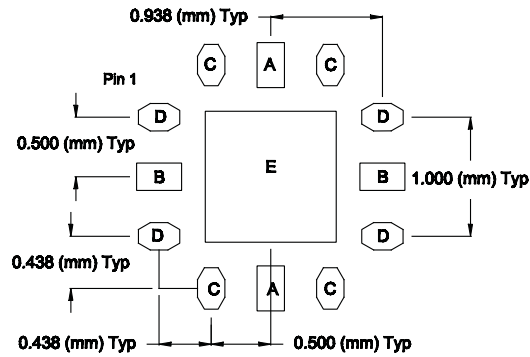 0.938 (mm) Typ
C A C
Pin 1
D D
0.500 (mm) Typ
B E B
1.000 (mm) Typ
D D
0.438 (mm) Typ
C A C
0.438 (mm) Typ 0.500 (mm) Typ